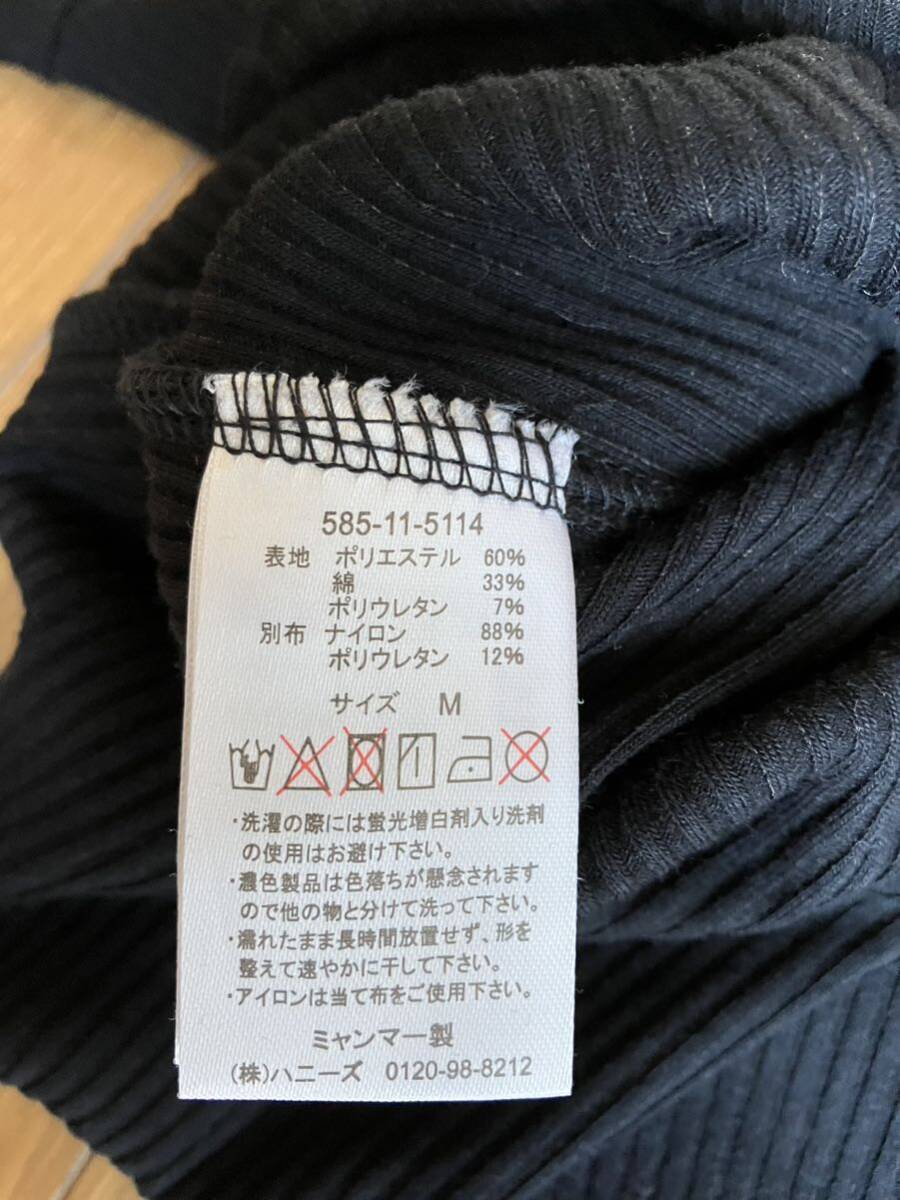 585-11-5114
表地 ポリエステル 60%
綿 33%
ポリウレタン 7%
別布 ナイロン 88%
ポリウレタン 12%
サイズ M
・洗濯の際には蛍光増白剤入り洗剤
の使用はお避け下さい。
・濃色製品は色落ちが懸念されます
ので他の物と分けて洗って下さい。
・濡れたまま長時間放置せず、形を
整えて速やかに干して下さい。
・アイロンは当て布をご使用下さい。
ミャンマー製
(株)ハニーズ 0120-98-8212